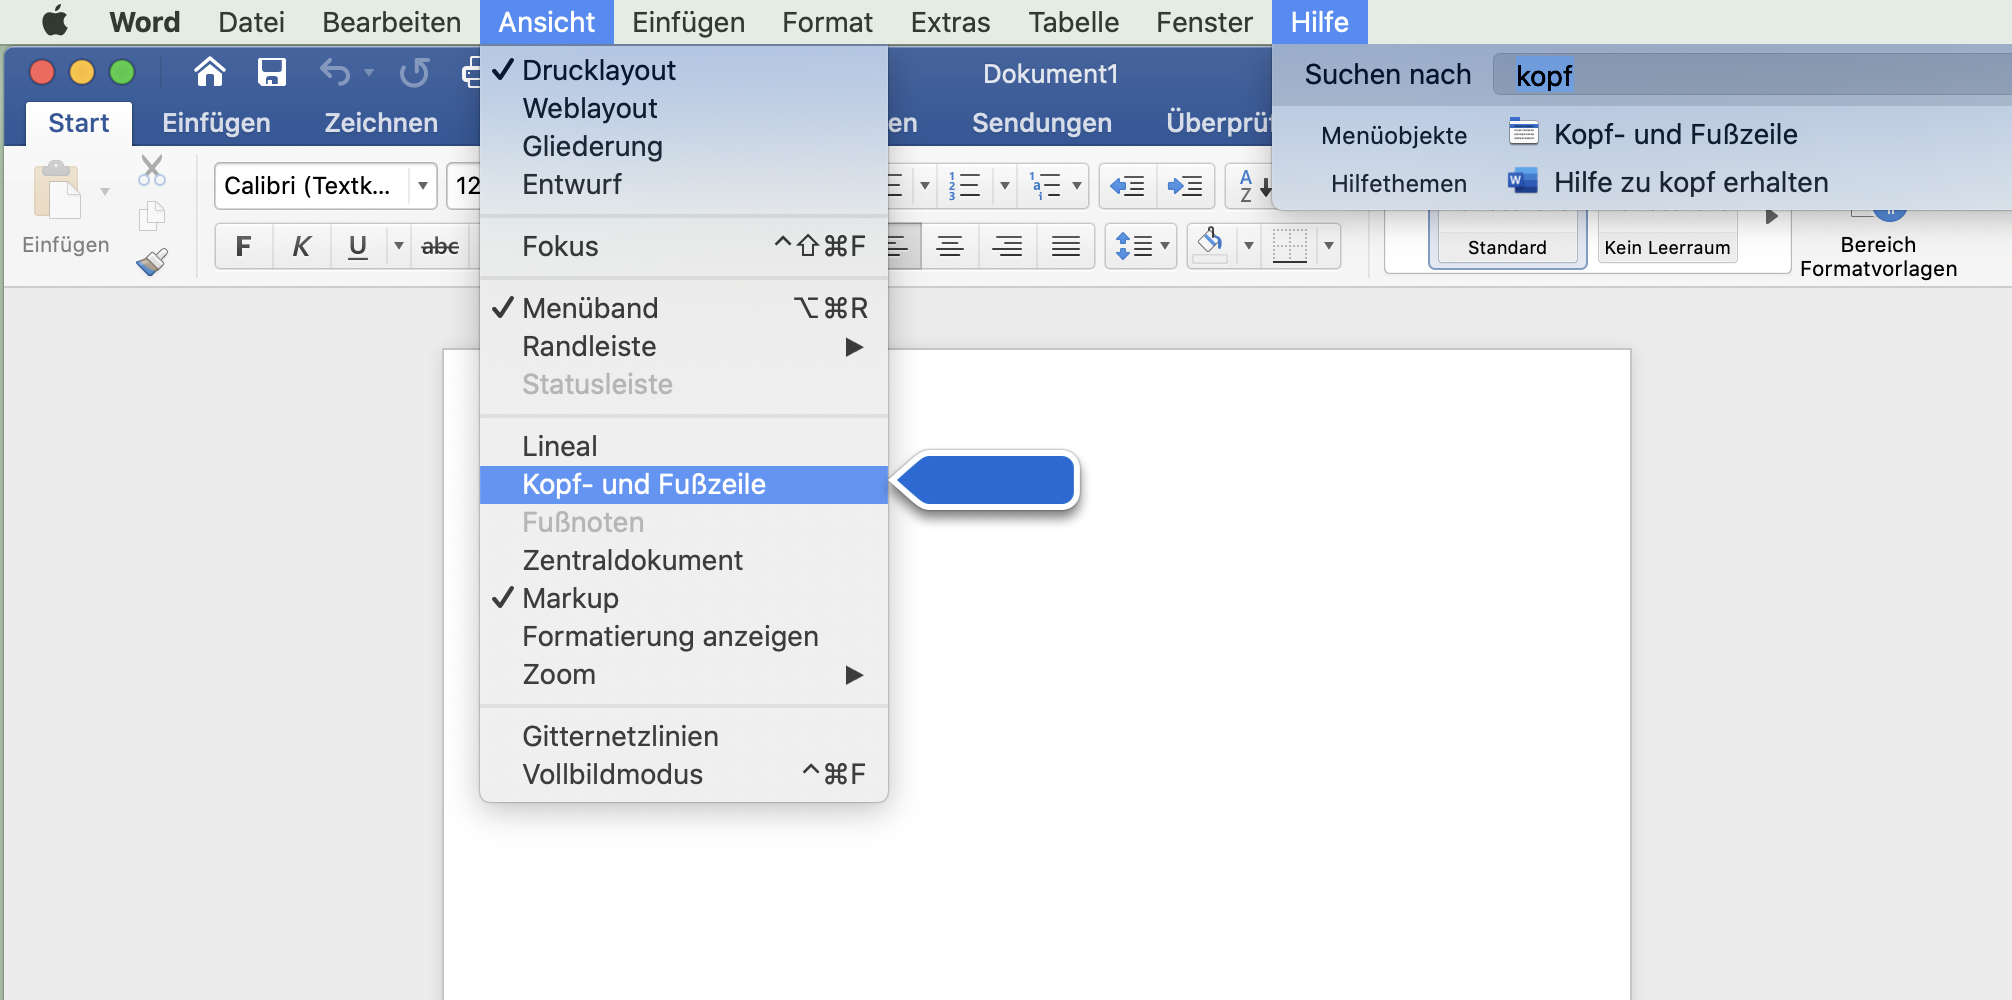 Word Datei Bearbeiten Ansicht Einfügen Format Extras Tabelle Fenster Hilfe
Dokument1
Suchen nach kopf
Start Einfügen Zeichnen en Sendungen Überprüf
Menüobjekte Kopf- und Fußzeile
Hilfethemen Hilfe zu kopf erhalten
Einfügen
Calibri (Textk... 12
F K U abc
A Z
Standard
Kein Leerraum
Bereich
Formatvorlagen
✓ Drucklayout
Weblayout
Gliederung
Entwurf
Fokus ^⇧⌘F
✓ Menüband ⌥⌘R
Randleiste ▶
Statusleiste
Lineal
Kopf- und Fußzeile
Fußnoten
Zentraldokument
✓ Markup
Formatierung anzeigen
Zoom ▶
Gitternetzlinien
Vollbildmodus ^⌘F